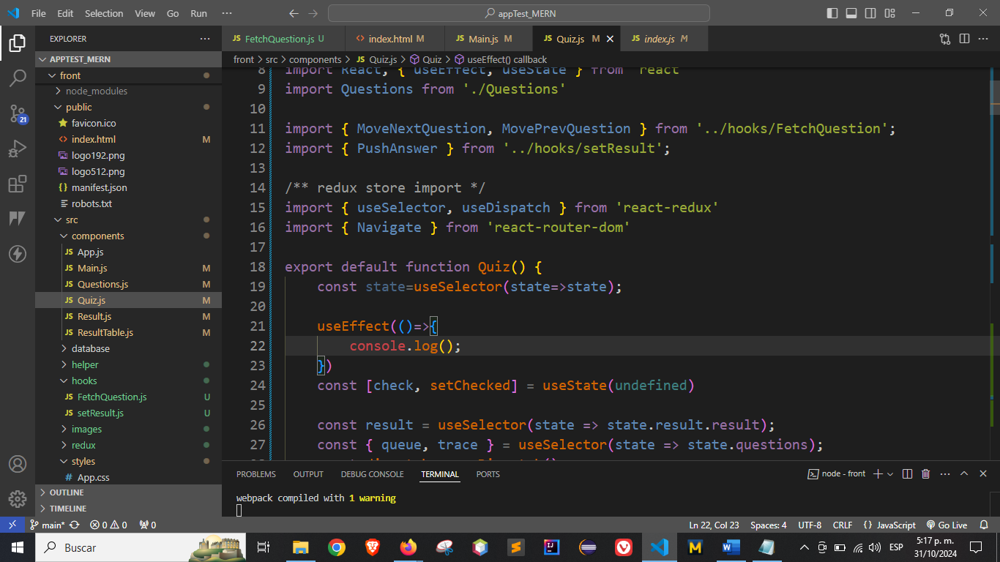 File Edit Selection View Go Run ··· appTest_MERN
EXPLORER ···
APPTEST_MERN
front
node_modules
public
favicon.ico
index.html M
logo192.png
logo512.png
manifest.json
robots.txt
src
components
App.js
Main.js M
Questions.js M
Quiz.js M
Result.js M
ResultTable.js M
database
helper
hooks
FetchQuestion.js U
setResult.js U
images
redux
styles
App.css
OUTLINE
TIMELINE
21
FetchQuestion.js U index.html M Main.js M Quiz.js M index.js M
front > src > components > Quiz.js > Quiz > useEffect() callback
8 import React, { useEffect, useState } from 'react'
9 import Questions from './Questions'
10
11 import { MoveNextQuestion, MovePrevQuestion } from '../hooks/FetchQuestion';
12 import { PushAnswer } from '../hooks/setResult';
13
14 /** redux store import */
15 import { useSelector, useDispatch } from 'react-redux'
16 import { Navigate } from 'react-router-dom'
17
18 export default function Quiz() {
19 const state=useSelector(state=>state);
20
21 useEffect(()=>{
22 console.log();
23 })
24 const [check, setChecked] = useState(undefined)
25
26 const result = useSelector(state => state.result.result);
27 const { queue, trace } = useSelector(state => state.questions);
PROBLEMS OUTPUT DEBUG CONSOLE TERMINAL PORTS node - front
webpack compiled with 1 warning
main* 0 0 0 Ln 22, Col 23 Spaces: 4 UTF-8 CRLF {} JavaScript Go Live
Buscar ESP 5:17 p. m.
31/10/2024